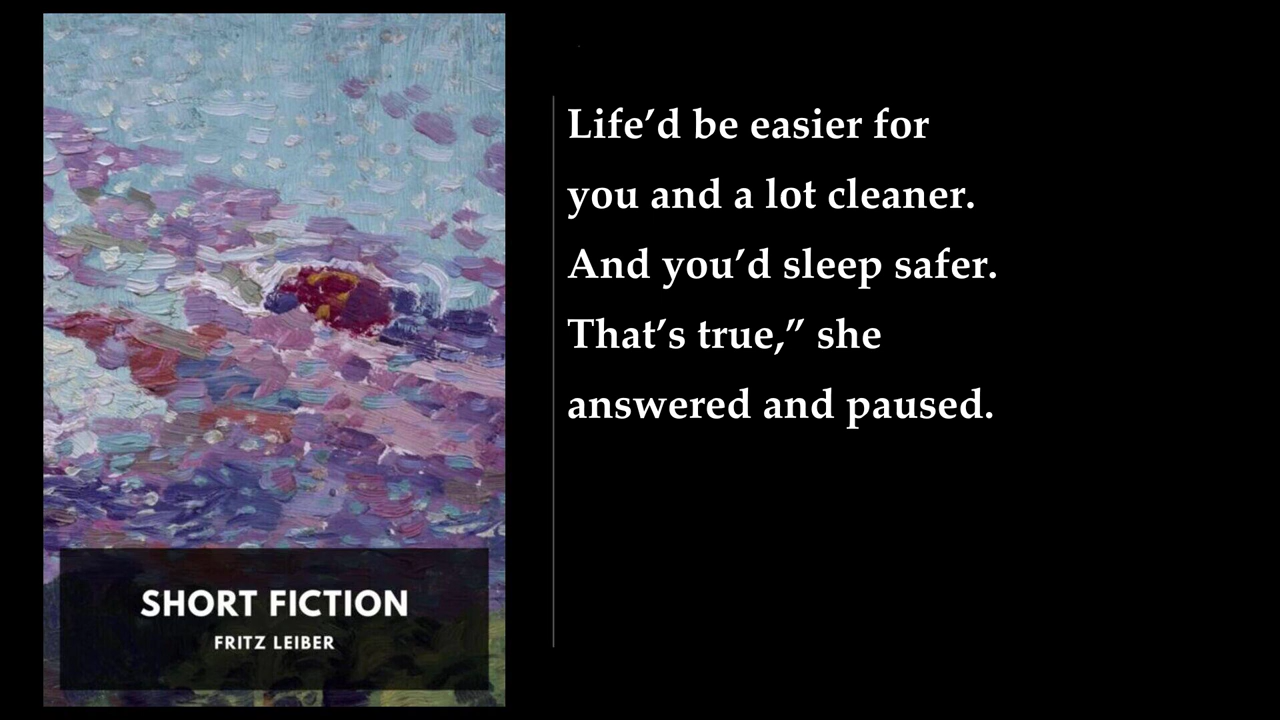 Life’d be easier for
you and a lot cleaner.
And you’d sleep safer.
That’s true,” she
answered and paused.
SHORT FICTION
FRITZ LEIBER